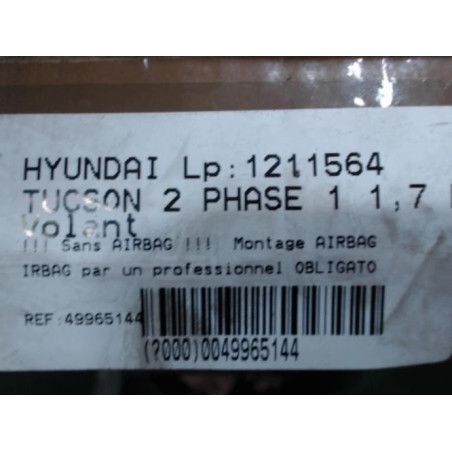 HYUNDAI Lp:1211564
TUCSON 2 PHASE 1 1,7
Volant
!!! Sans AIRBAG !!! Montage AIRBAG
IRBAG par un professionnel OBLIGATO
REF:49965144
(?000)0049965144